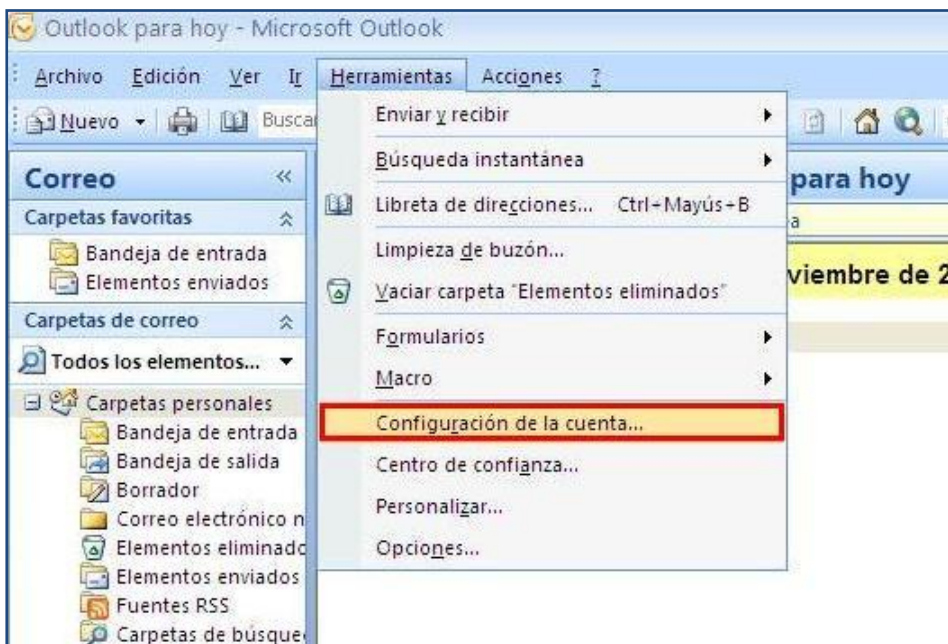 Outlook para hoy - Microsoft Outlook
Archivo Edición Ver Ir Herramientas Acciones ?
Nuevo
Enviar y recibir
Búsqueda instantánea
Libreta de direcciones... Ctrl+Mayús+B
Limpieza de buzón...
Vaciar carpeta "Elementos eliminados"
Formularios
Macro
Configuración de la cuenta...
Centro de confianza...
Personalizar...
Opciones...
Correo
Carpetas favoritas
Bandeja de entrada
Elementos enviados
Carpetas de correo
Todos los elementos...
Carpetas personales
Bandeja de entrada
Bandeja de salida
Borrador
Correo electrónico n
Elementos eliminado
Elementos enviados
Fuentes RSS
Carpetas de búsque
para hoy
a
viembre de 2